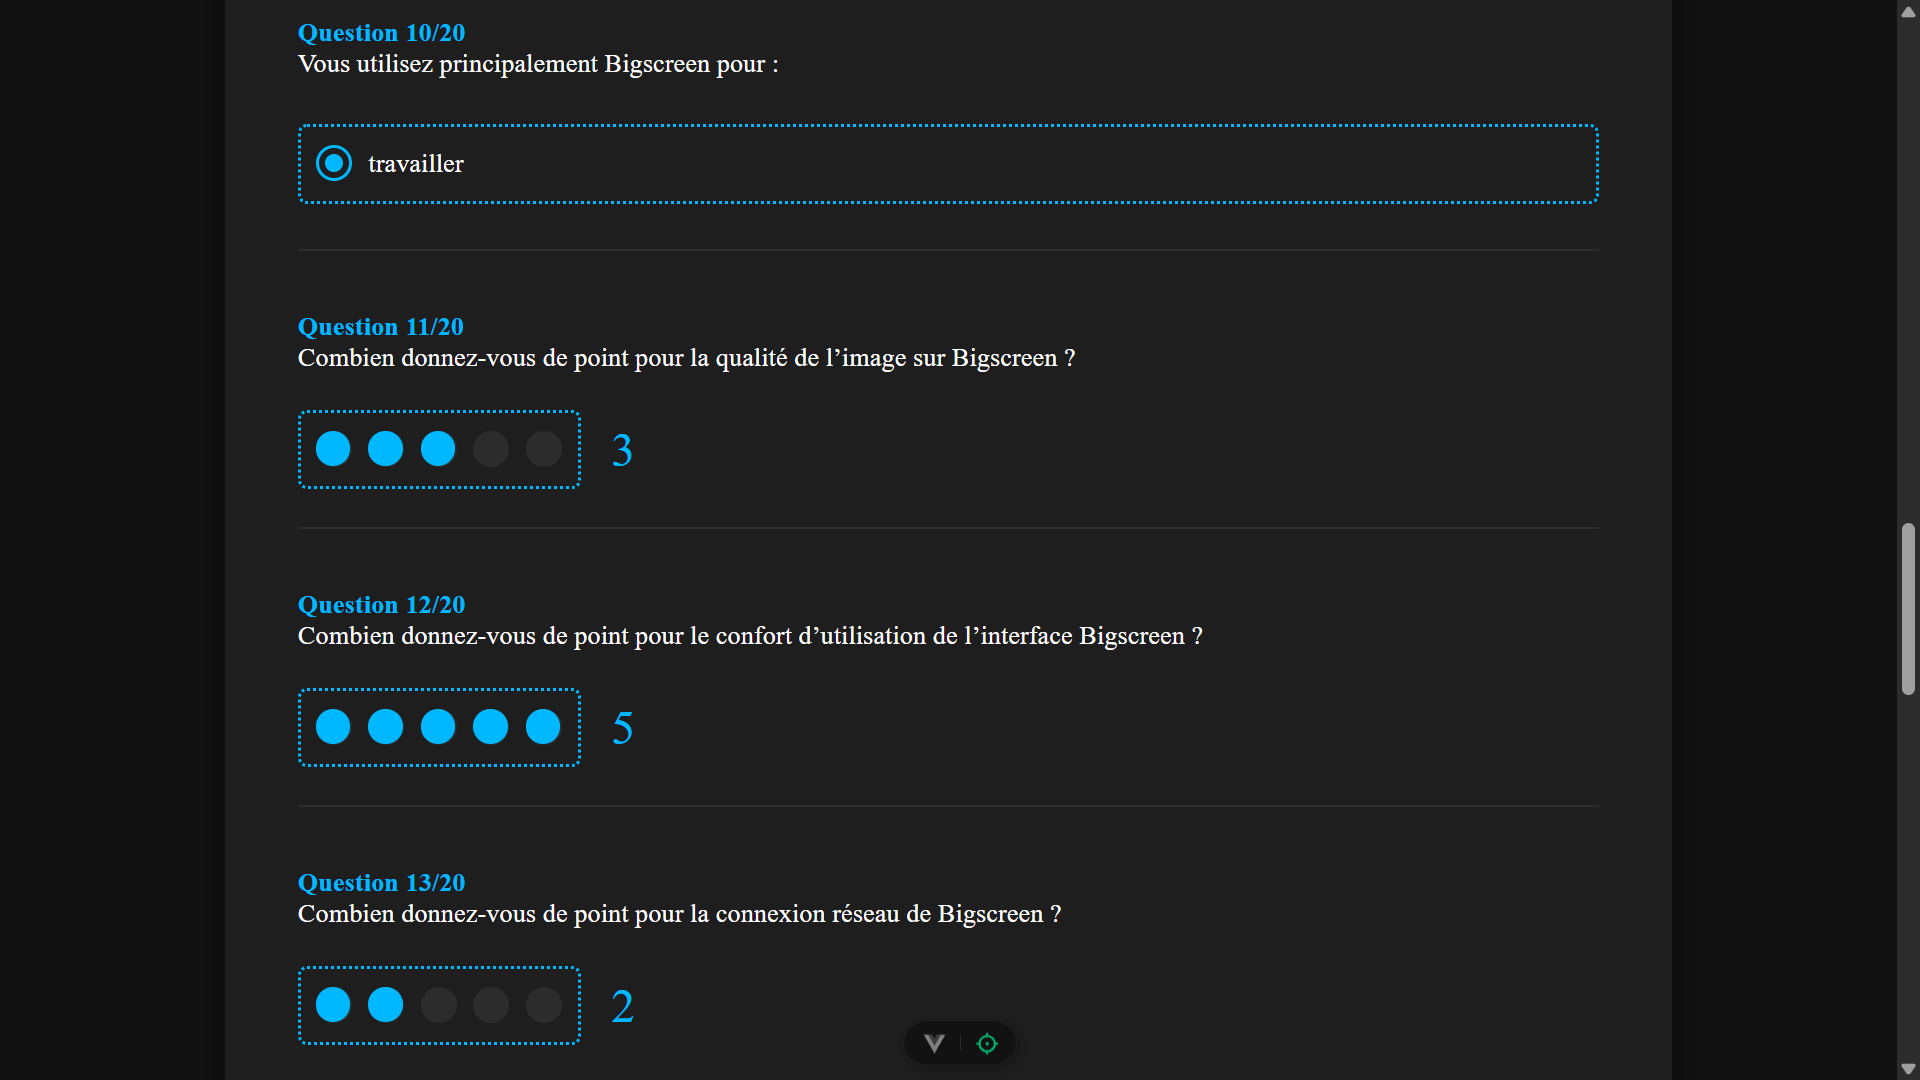 Question 10/20
Vous utilisez principalement Bigscreen pour :
travailler
Question 11/20
Combien donnez-vous de point pour la qualité de l’image sur Bigscreen ?
3
Question 12/20
Combien donnez-vous de point pour le confort d’utilisation de l’interface Bigscreen ?
5
Question 13/20
Combien donnez-vous de point pour la connexion réseau de Bigscreen ?
2